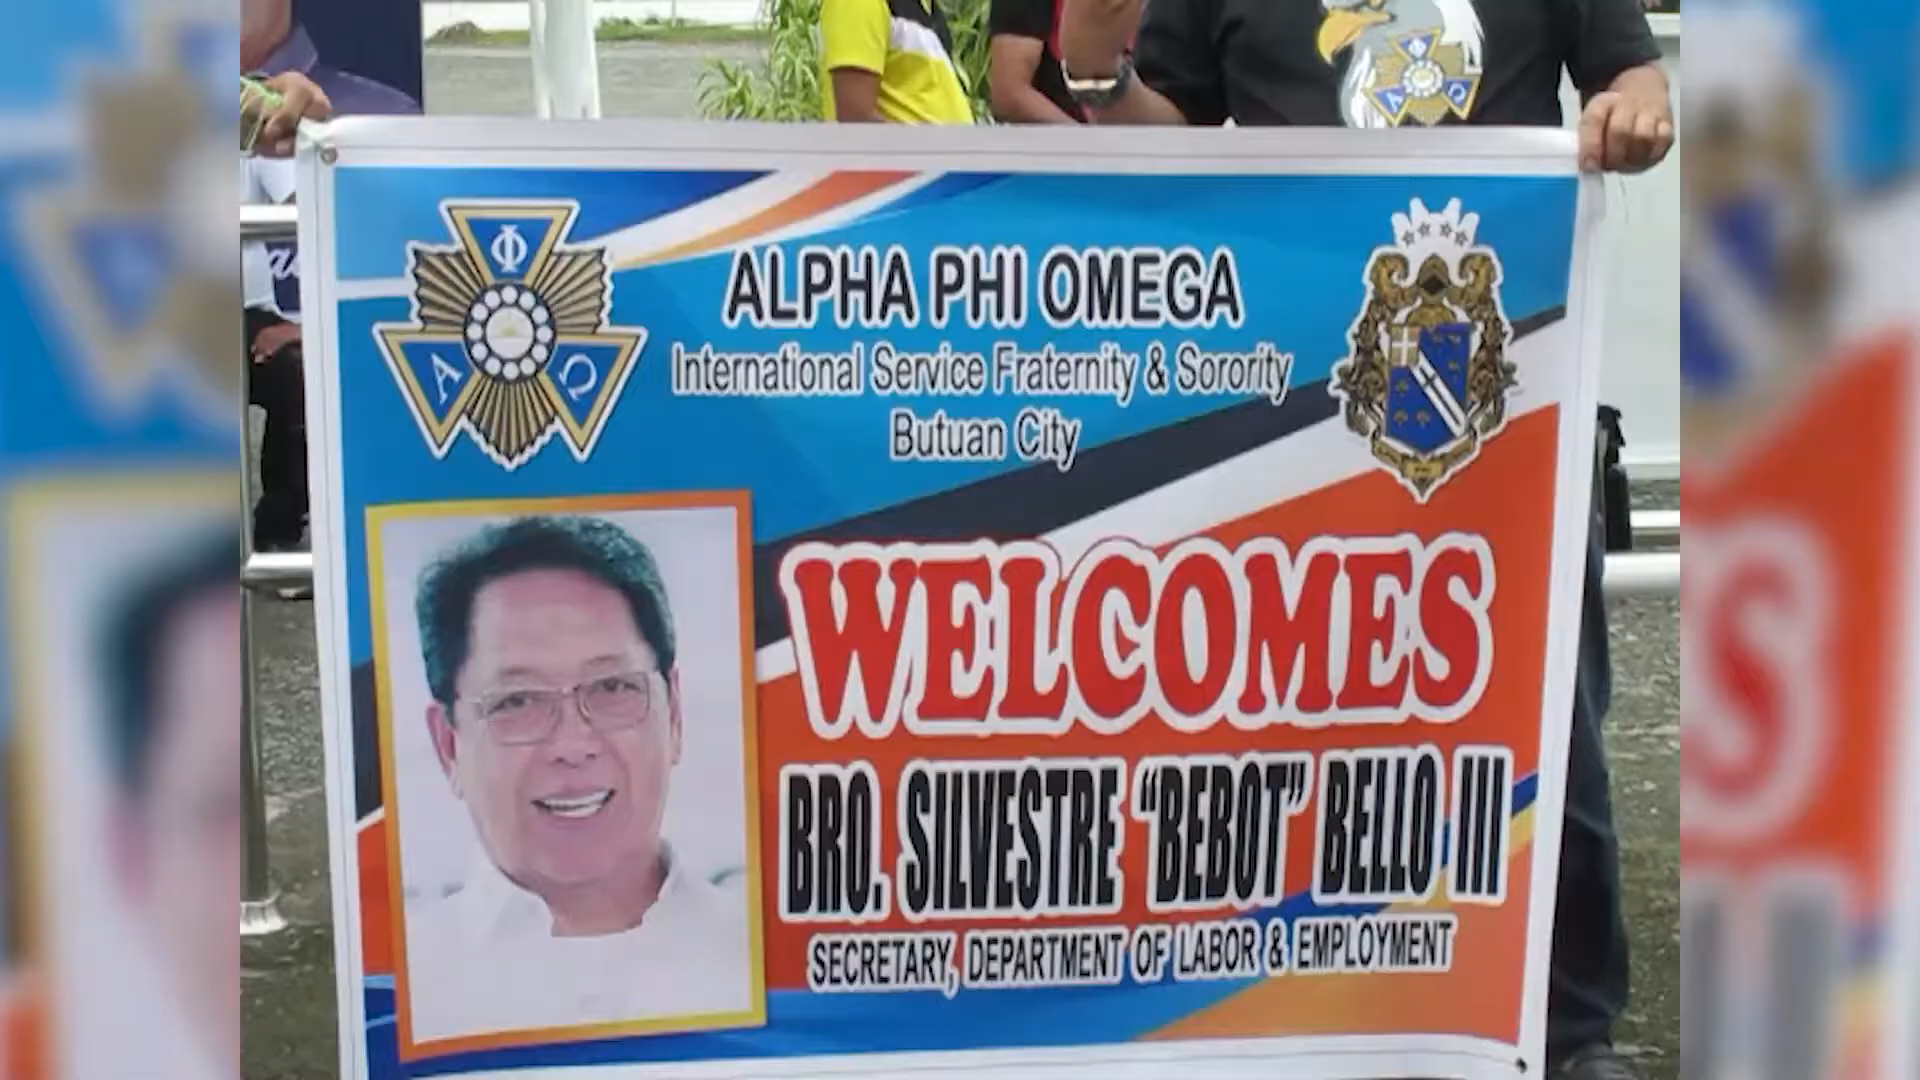 Φ
Α Ω
ALPHA PHI OMEGA
International Service Fraternity & Sorority
Butuan City
WELCOMES
BRO. SILVESTRE "BEBOT" BELLO III
SECRETARY, DEPARTMENT OF LABOR & EMPLOYMENT